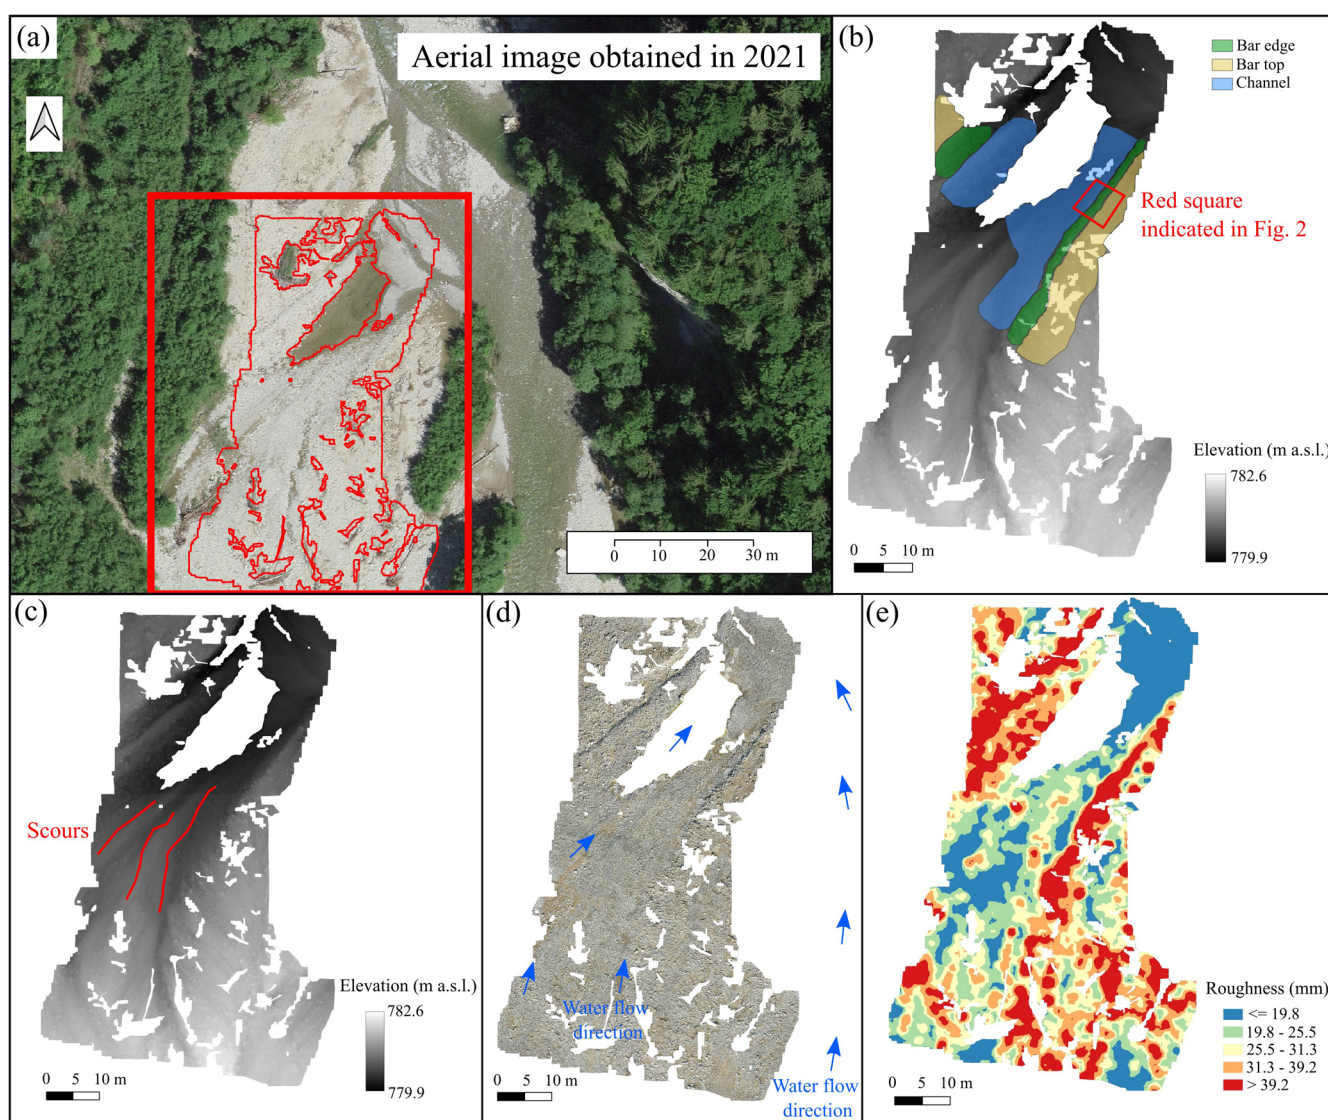 (a)
Aerial image obtained in 2021
0 10 20 30 m
(b)
Bar edge
Bar top
Channel
Red square
indicated in Fig. 2
Elevation (m a.s.l.)
782.6
779.9
0 5 10 m
(c)
Scours
Elevation (m a.s.l.)
782.6
779.9
0 5 10 m
(d)
Water flow
direction
Water flow
direction
0 5 10 m
(e)
Roughness (mm)
<= 19.8
19.8 - 25.5
25.5 - 31.3
31.3 - 39.2
> 39.2
0 5 10 m